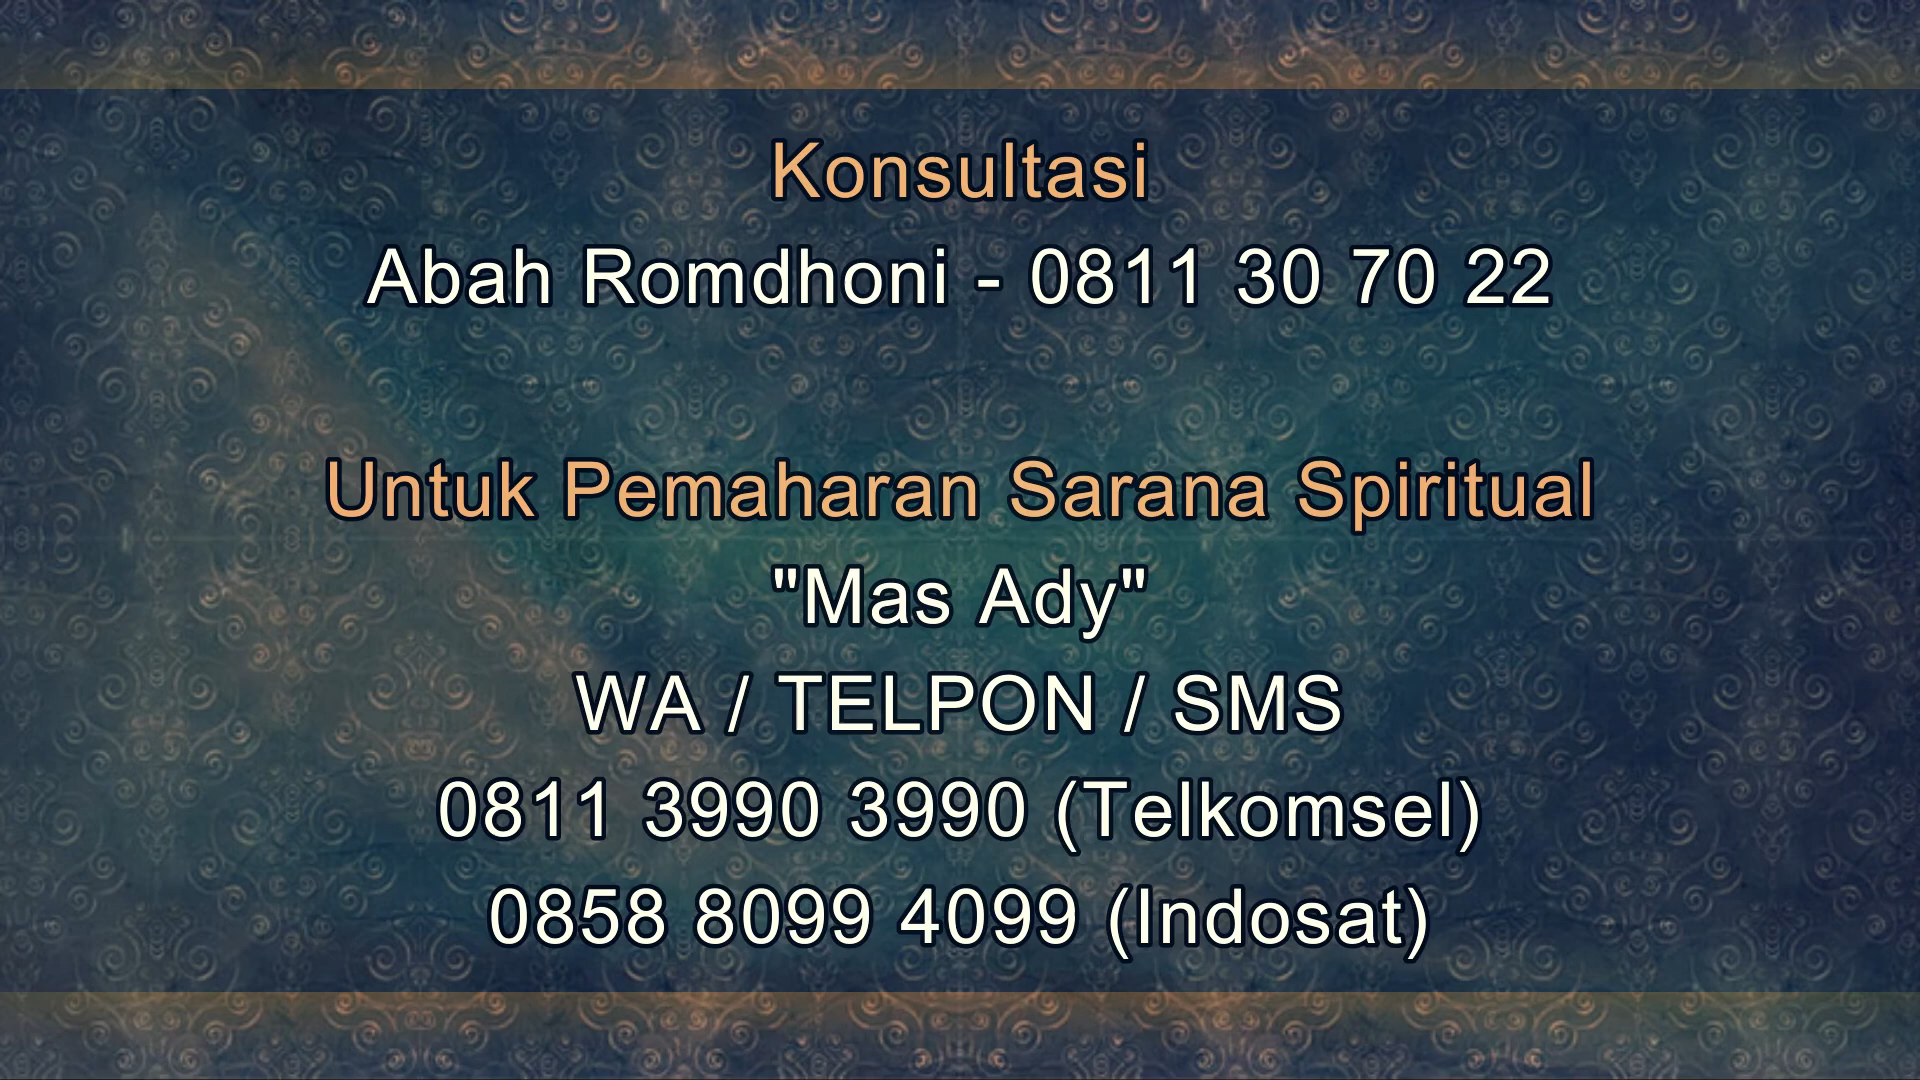 Konsultasi
Abah Romdhoni - 0811 30 70 22
Untuk Pemaharan Sarana Spiritual
"Mas Ady"
WA / TELPON / SMS
0811 3990 3990 (Telkomsel)
0858 8099 4099 (Indosat)